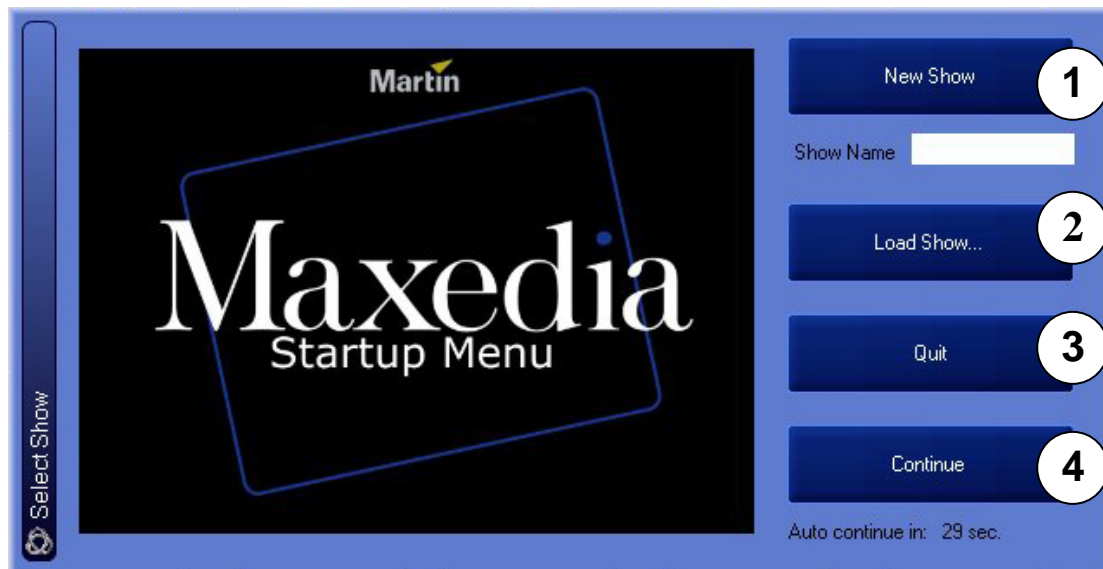 Select Show
Martin
Maxedia
Startup Menu
New Show
1
Show Name
Load Show...
2
Quit
3
Continue
4
Auto continue in: 29 sec.